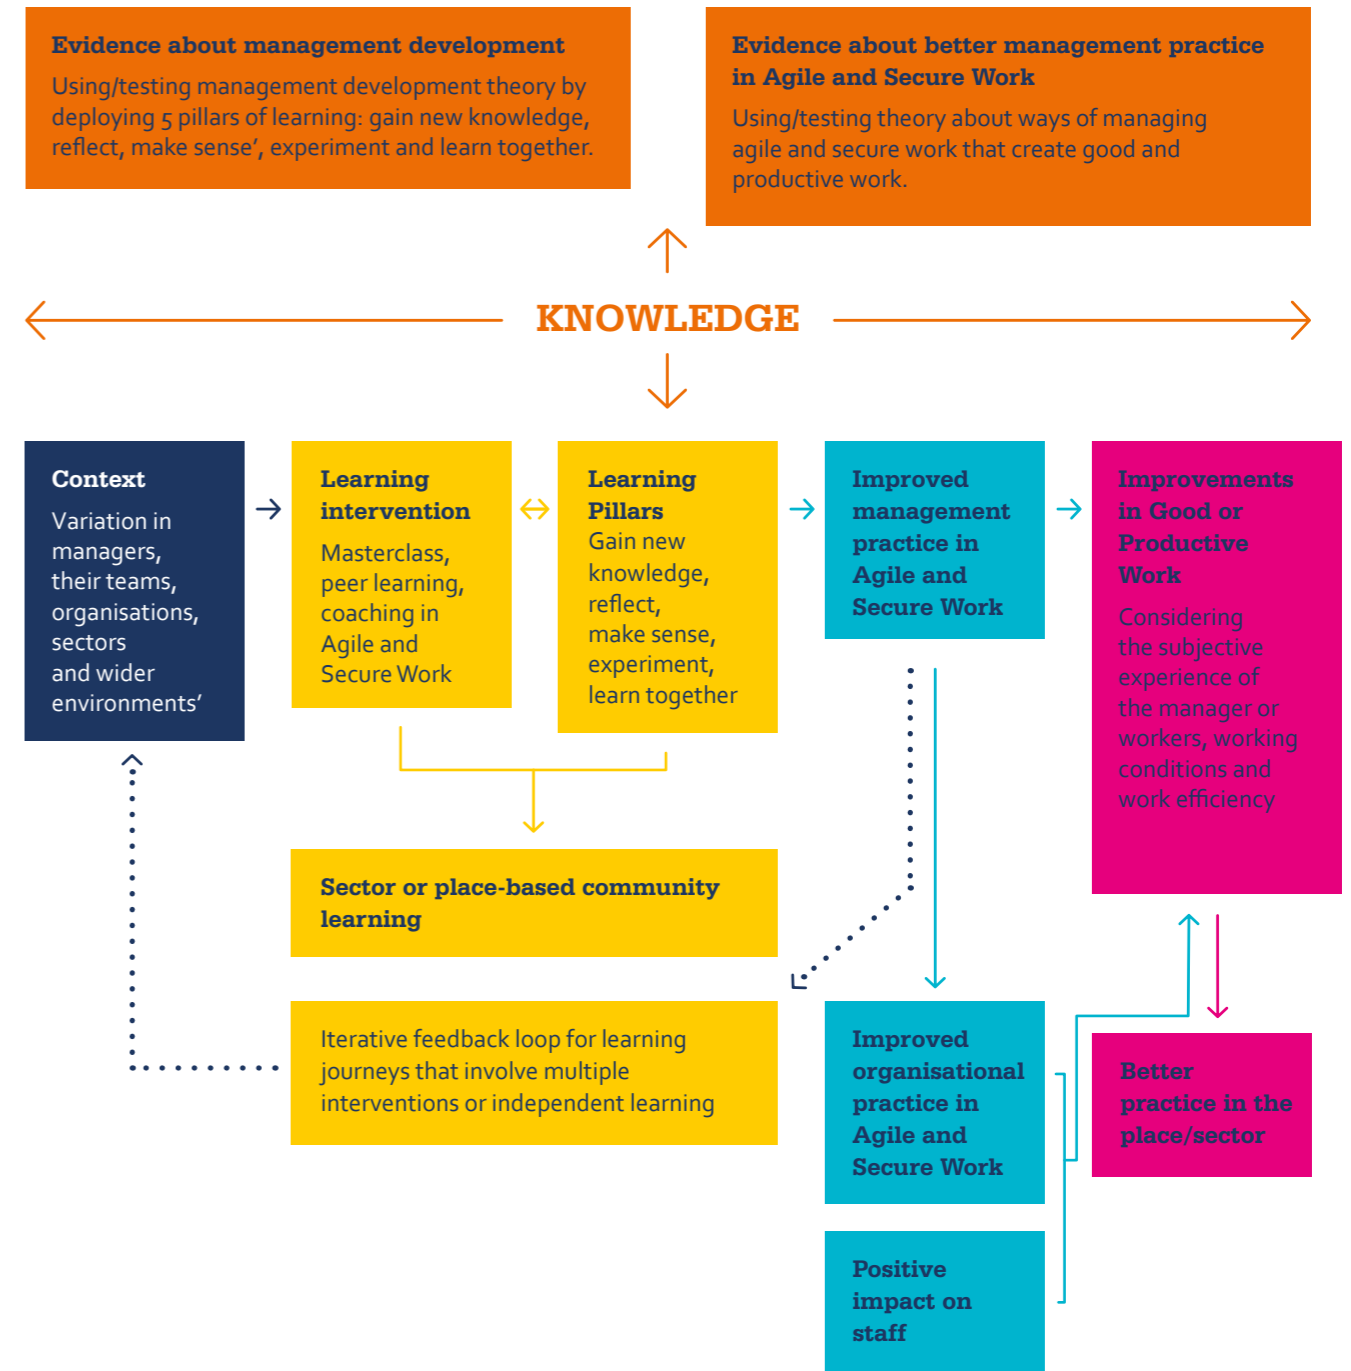 Evidence about management development
Using/testing management development theory by
deploying 5 pillars of learning: gain new knowledge,
reflect, make sense’, experiment and learn together.
Evidence about better management practice
in Agile and Secure Work
Using/testing theory about ways of managing
agile and secure work that create good and
productive work.
KNOWLEDGE
Context
Variation in
managers,
their teams,
organisations,
sectors
and wider
environments’
Learning
intervention
Masterclass,
peer learning,
coaching in
Agile and
Secure Work
Learning
Pillars
Gain new
knowledge,
reflect,
make sense,
experiment,
learn together
Improved
management
practice in
Agile and
Secure Work
Improvements
in Good or
Productive
Work
Considering
the subjective
experience of
the manager or
workers, working
conditions and
work efficiency
Sector or place-based community
learning
Iterative feedback loop for learning
journeys that involve multiple
interventions or independent learning
Improved
organisational
practice in
Agile and
Secure Work
Better
practice in the
place/sector
Positive
impact on
staff